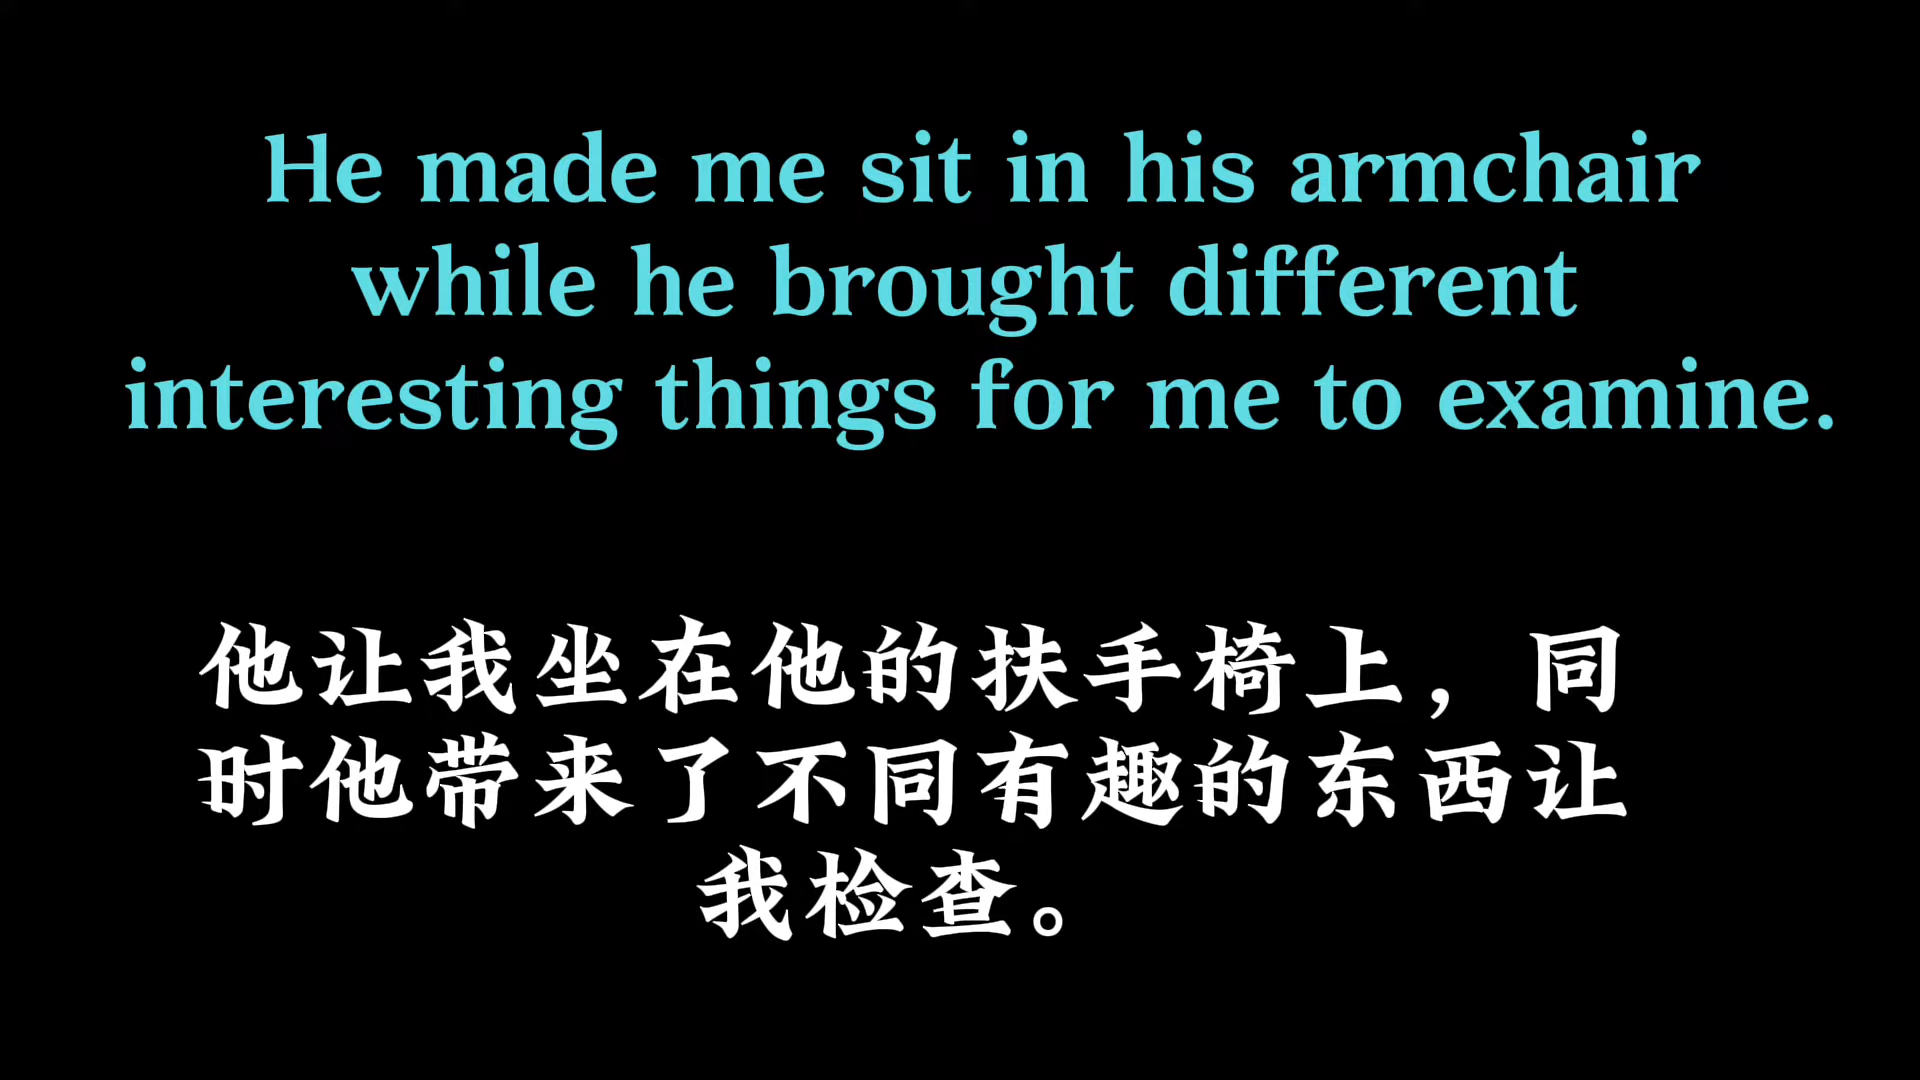 He made me sit in his armchair
while he brought different
interesting things for me to examine.
他让我坐在他的扶手椅上，同
时他带来了不同有趣的东西让
我检查。